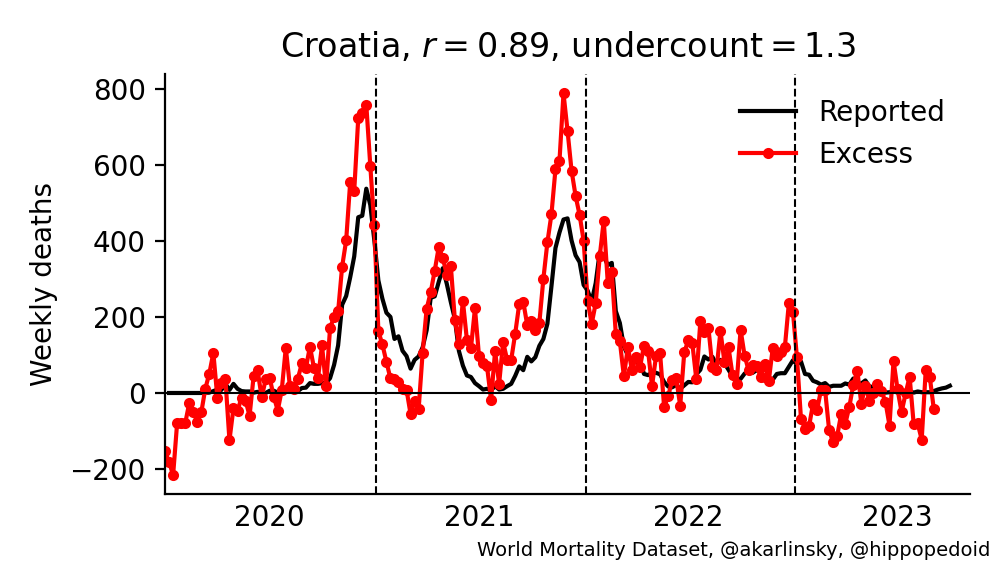 Croatia, r = 0.89, undercount = 1.3
800
600
400
200
0
−200
Weekly deaths
Reported
Excess
2020 2021 2022 2023
World Mortality Dataset, @akarlinsky, @hippopedoid